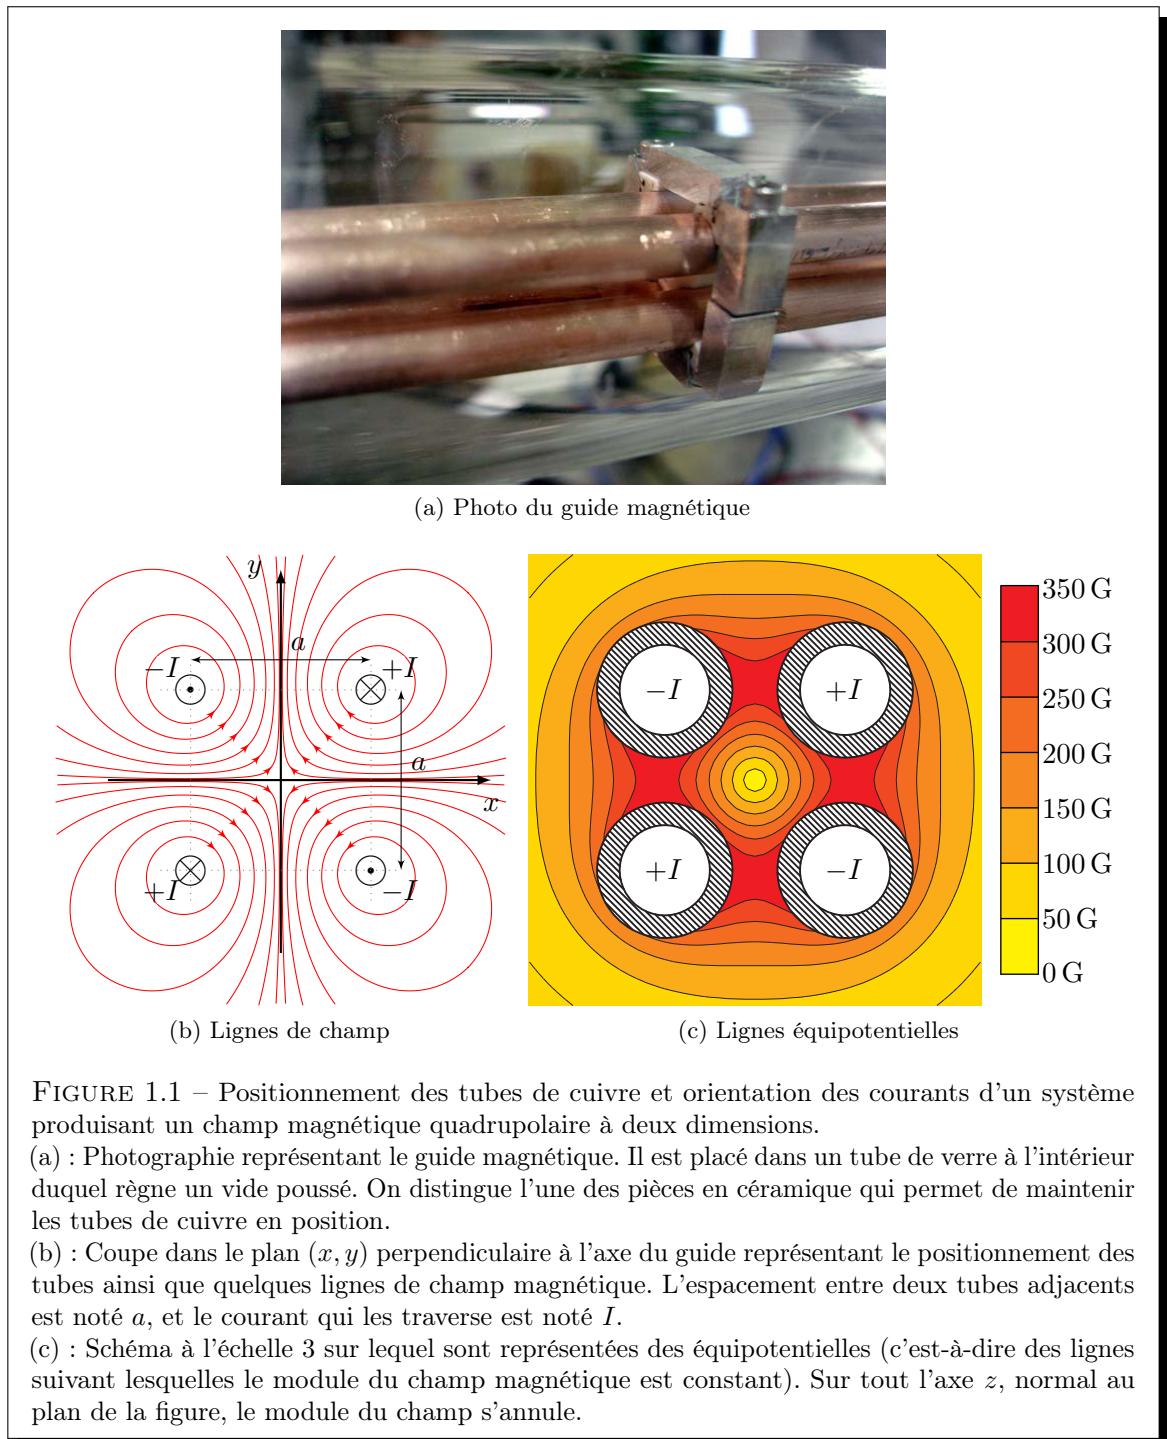 (a) Photo du guide magnétique
y
a
−I
+I
a
x
+I
−I
(b) Lignes de champ
−I
+I
+I
−I
350 G
300 G
250 G
200 G
150 G
100 G
50 G
0 G
(c) Lignes équipotentielles
FIGURE 1.1 – Positionnement des tubes de cuivre et orientation des courants d'un système
produisant un champ magnétique quadrupolaire à deux dimensions.
(a) : Photographie représentant le guide magnétique. Il est placé dans un tube de verre à l'intérieur
duquel règne un vide poussé. On distingue l'une des pièces en céramique qui permet de maintenir
les tubes de cuivre en position.
(b) : Coupe dans le plan (x, y) perpendiculaire à l'axe du guide représentant le positionnement des
tubes ainsi que quelques lignes de champ magnétique. L'espacement entre deux tubes adjacents
est noté a, et le courant qui les traverse est noté I.
(c) : Schéma à l'échelle 3 sur lequel sont représentées des équipotentielles (c'est-à-dire des lignes
suivant lesquelles le module du champ magnétique est constant). Sur tout l'axe z, normal au
plan de la figure, le module du champ s'annule.